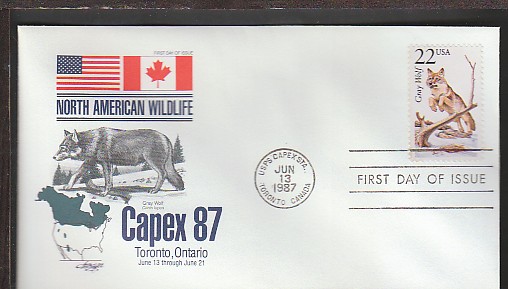 FIRST DAY OF ISSUE
NORTH AMERICAN WILDLIFE
Gray Wolf
Capex 87
Toronto, Ontario
June 13 through June 21
USPS CAPEX STA.
JUN
13
1987
TORONTO CANADA
22 USA
Gray Wolf
FIRST DAY OF ISSUE